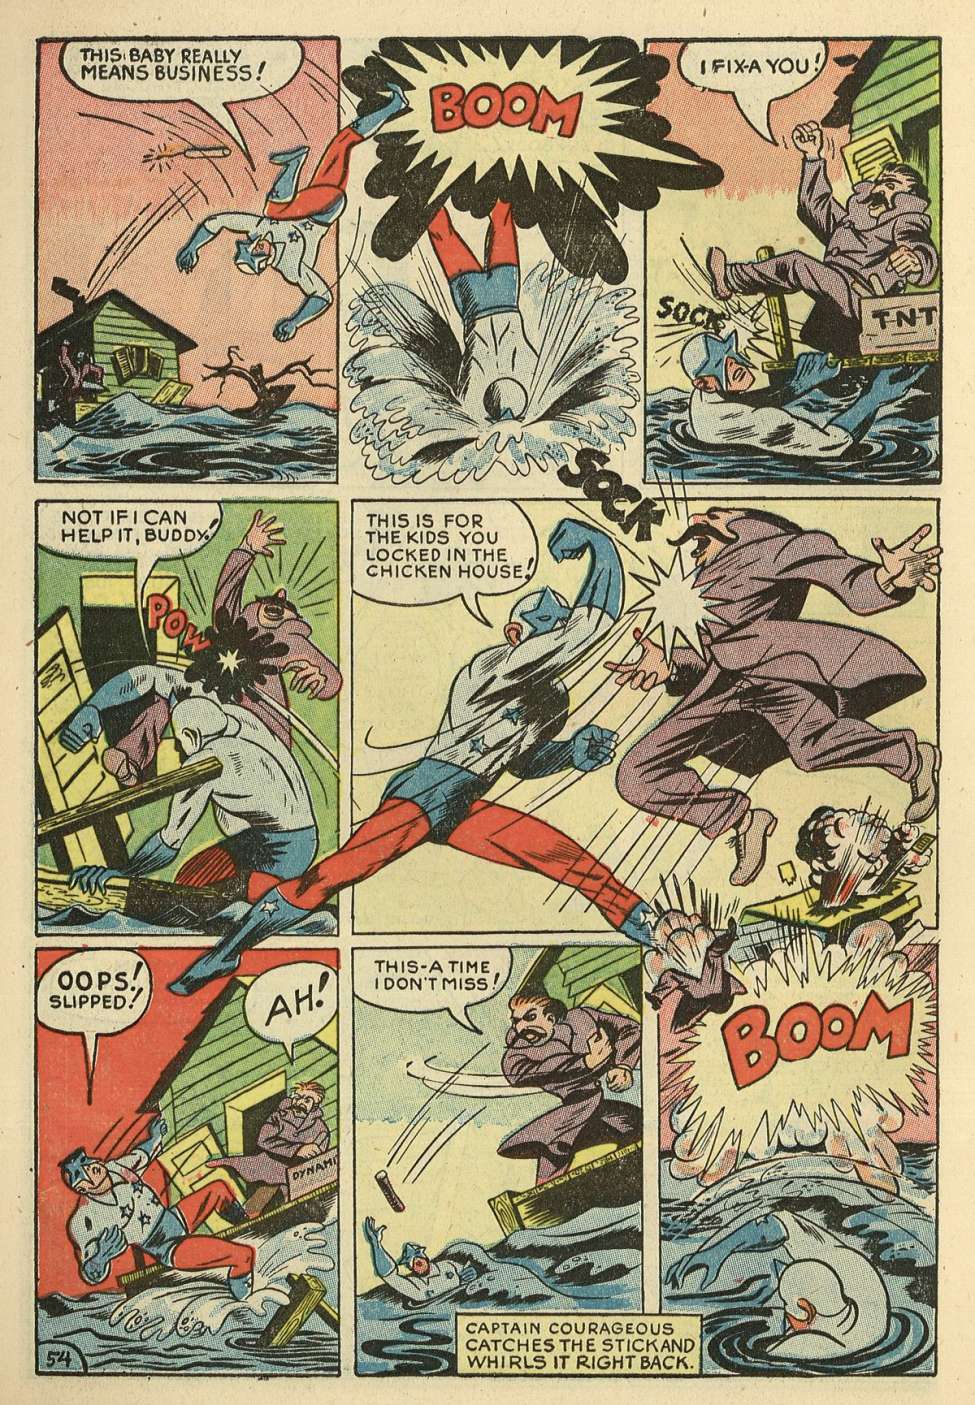 THIS BABY REALLY
MEANS BUSINESS!
BOOM
I FIX-A YOU!
SOCK
T-N-T
NOT IF I CAN
HELP IT, BUDDY!
POW
THIS IS FOR
THE KIDS YOU
LOCKED IN THE
CHICKEN HOUSE!
SOCK
OOPS!
SLIPPED!
AH!
DYNAMI
THIS-A TIME
I DON'T MISS!
CAPTAIN COURAGEOUS
CATCHES THE STICK AND
WHIRLS IT RIGHT BACK.
BOOM
54